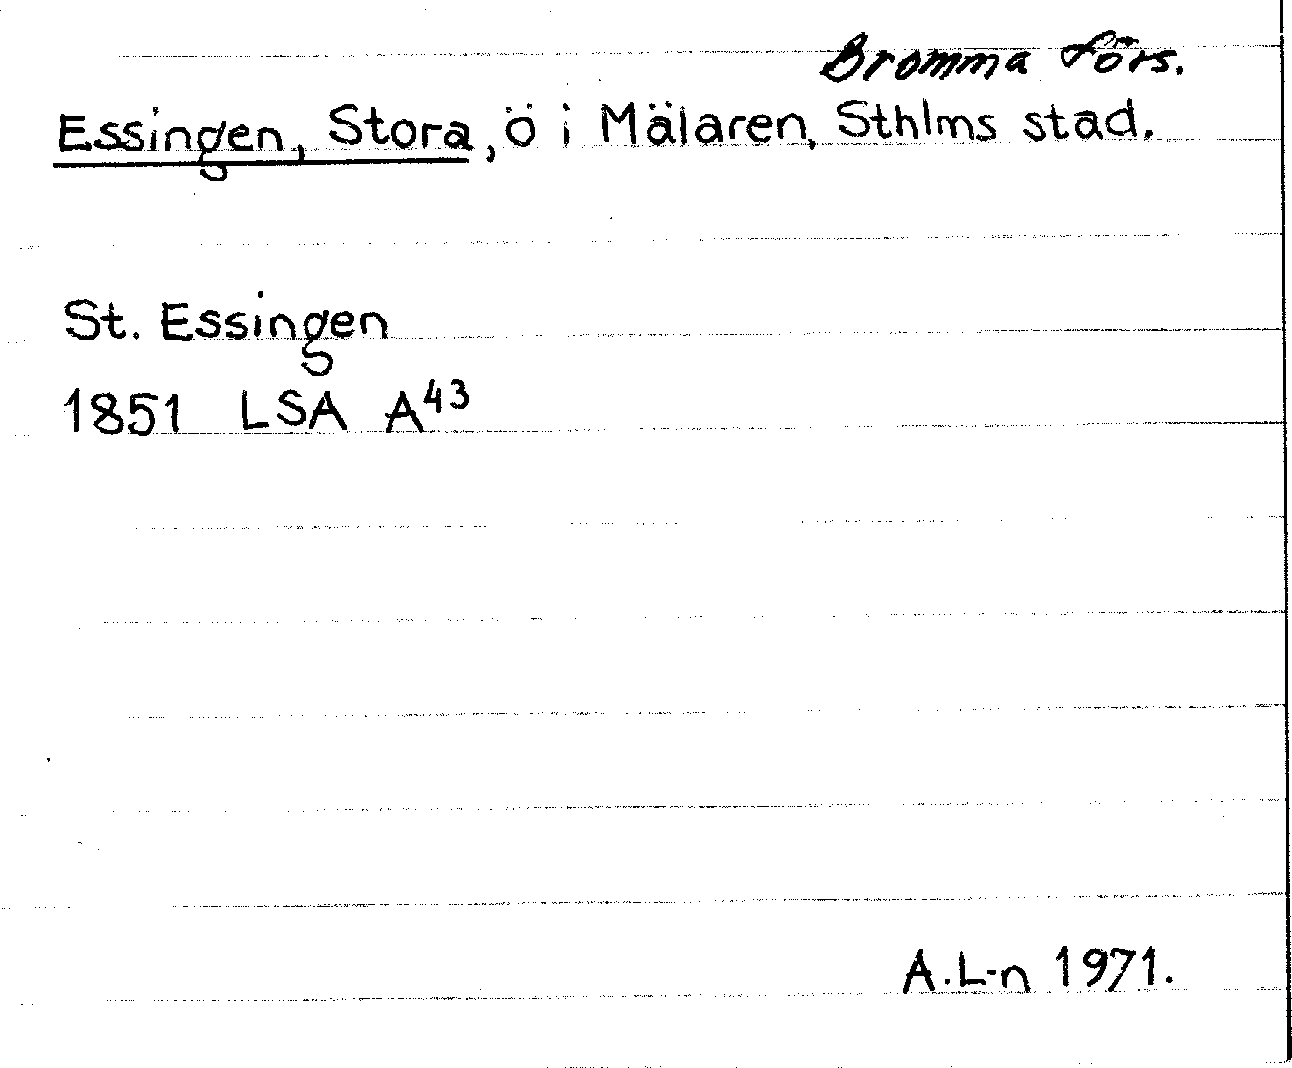 Bromma förs.
Essingen, Stora, ö i Mälaren, Sthlms stad.
St. Essingen
1851 LSA A43
A.L-n 1971.